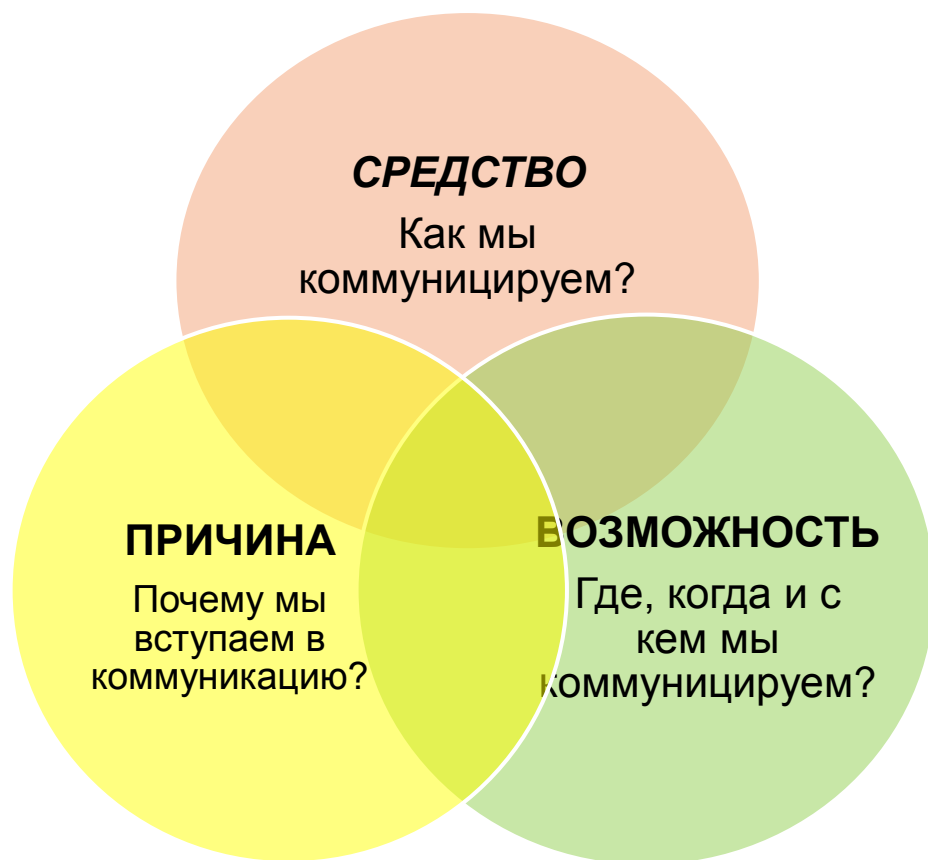 СРЕДСТВО
Как мы
коммуницируем?
ПРИЧИНА
Почему мы
вступаем в
коммуникацию?
ВОЗМОЖНОСТЬ
Где, когда и с
кем мы
коммуницируем?